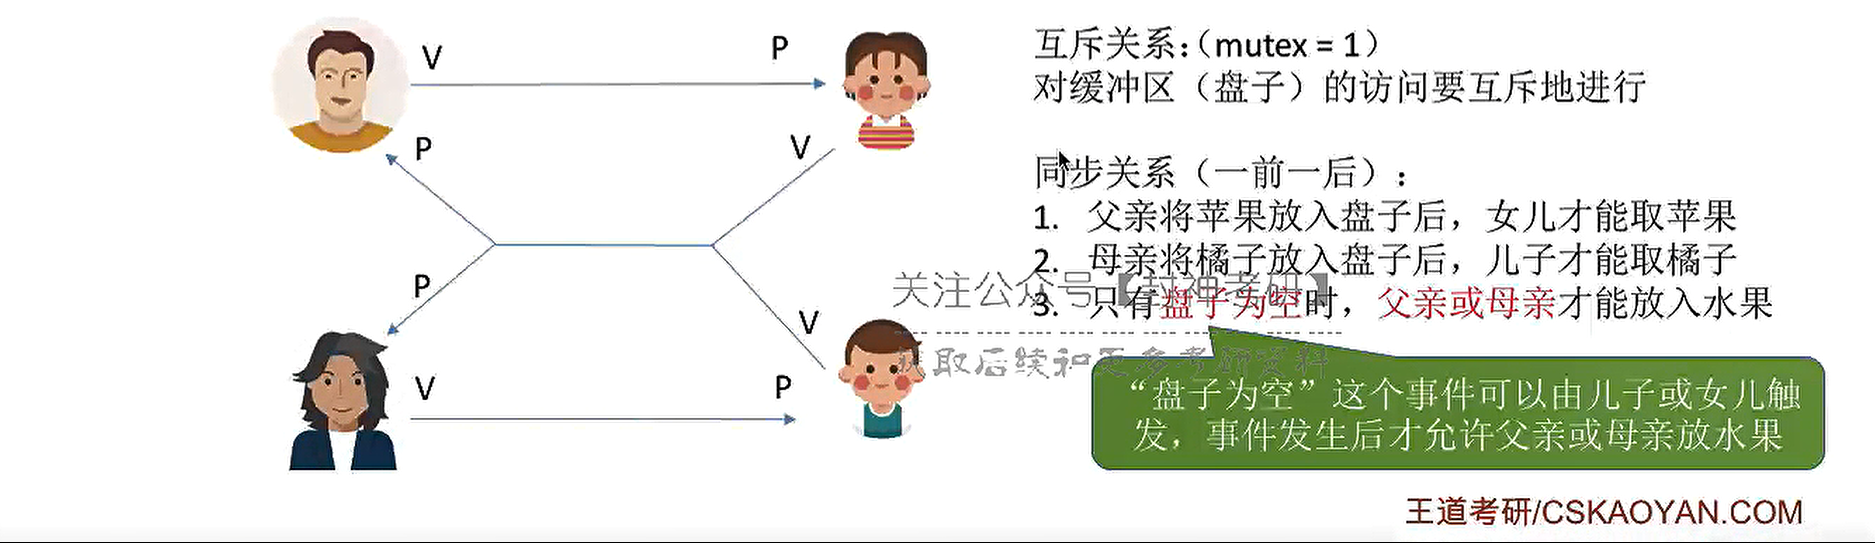 V
P
互斥关系：（mutex = 1）
对缓冲区（盘子）的访问要互斥地进行
P
V
同步关系（一前一后）：
1. 父亲将苹果放入盘子后，女儿才能取苹果
2. 母亲将橘子放入盘子后，儿子才能取橘子
关注公众号【封神考研】
3. 只有盘子为空时，父亲或母亲才能放入水果
P
V
获取后续和更多考研资料
V
P
“盘子为空”这个事件可以由儿子或女儿触
发，事件发生后才允许父亲或母亲放水果
王道考研/CSKAOYAN.COM